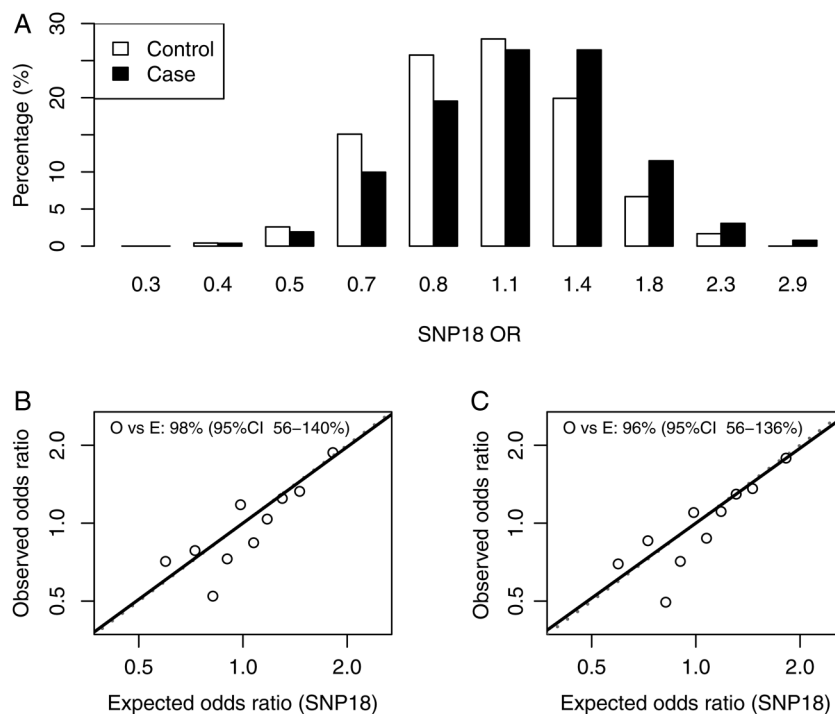 A
Percentage (%)
30
20
10
5
0
Control
Case
0.3 0.4 0.5 0.7 0.8 1.1 1.4 1.8 2.3 2.9
SNP18 OR
B
O vs E: 98% (95%CI 56–140%)
Observed odds ratio
2.0
1.0
0.5
0.5 1.0 2.0
Expected odds ratio (SNP18)
C
O vs E: 96% (95%CI 56–136%)
Observed odds ratio
2.0
1.0
0.5
0.5 1.0 2.0
Expected odds ratio (SNP18)